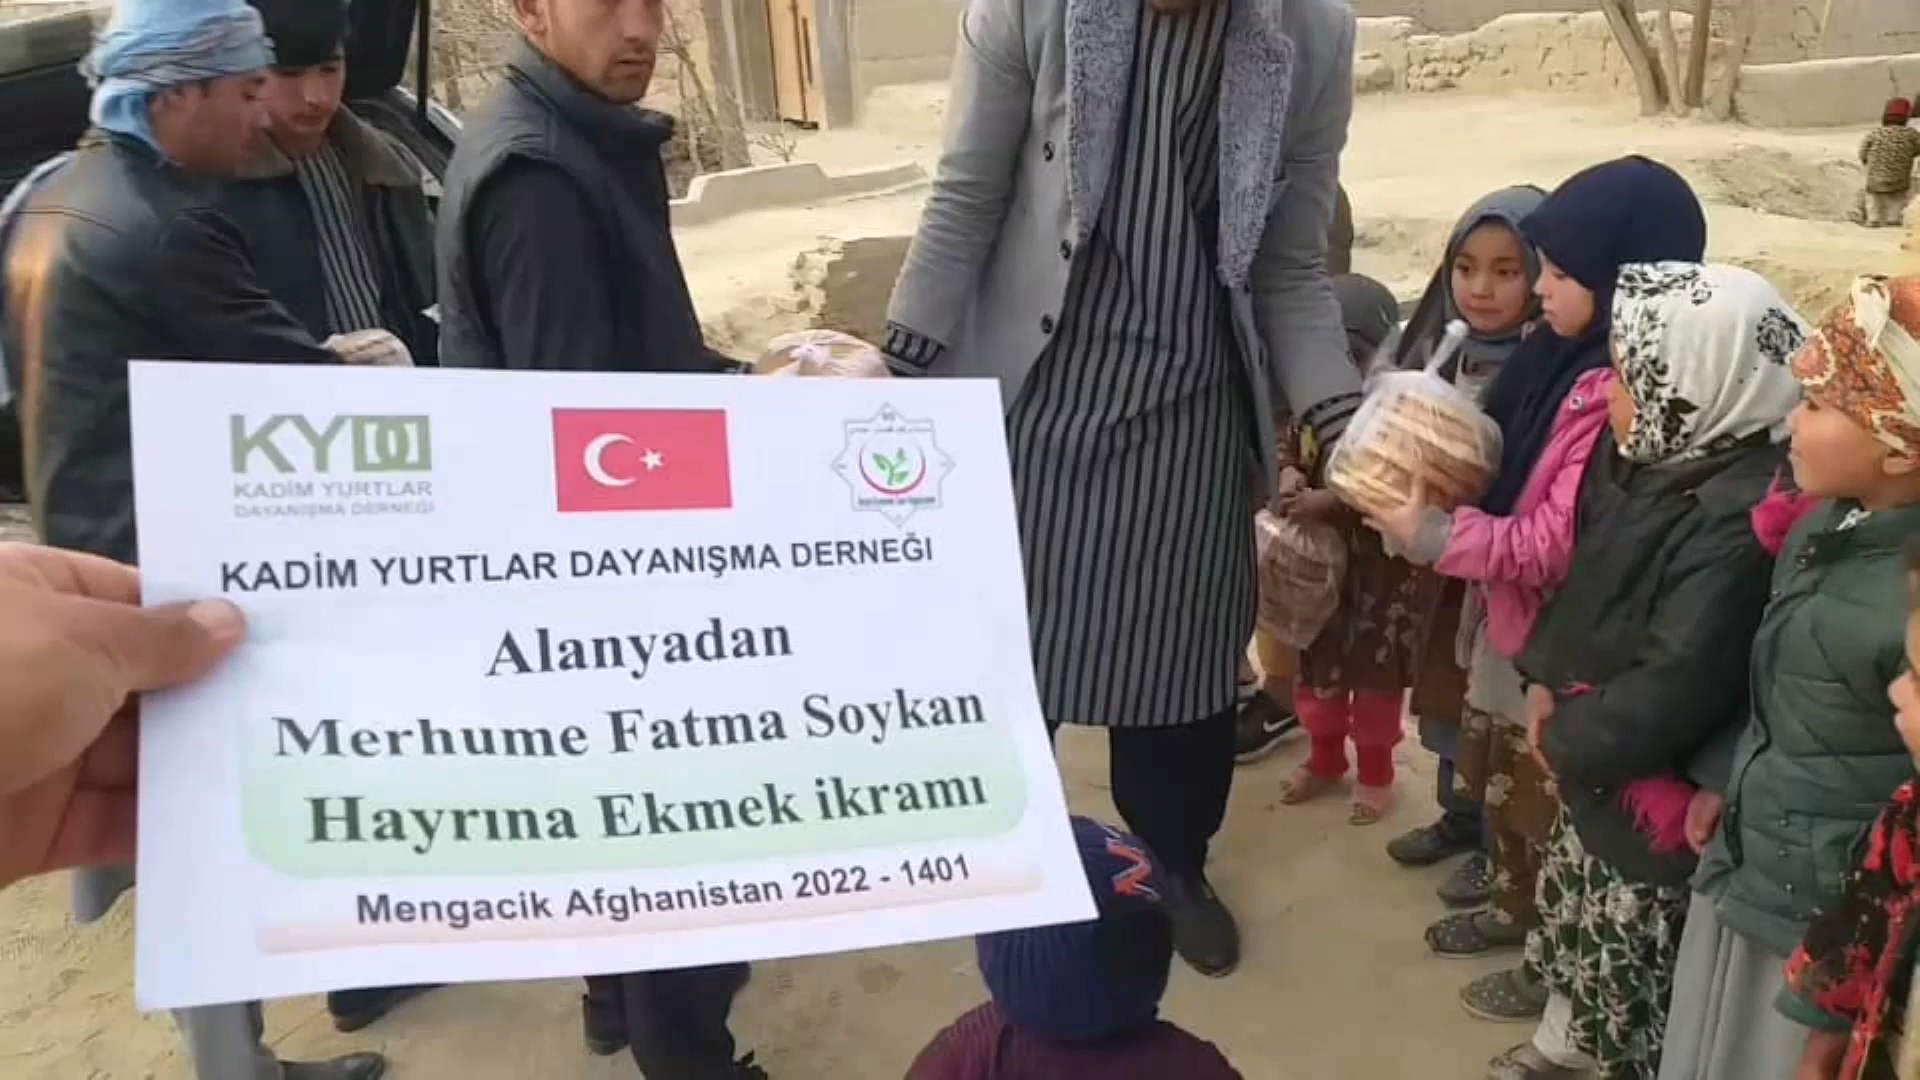 KYDD
KADİM YURTLAR
DAYANIŞMA DERNEĞİ
KADİM YURTLAR DAYANIŞMA DERNEĞİ
Alanyadan
Merhume Fatma Soykan
Hayrına Ekmek ikramı
Mengacik Afghanistan 2022 - 1401